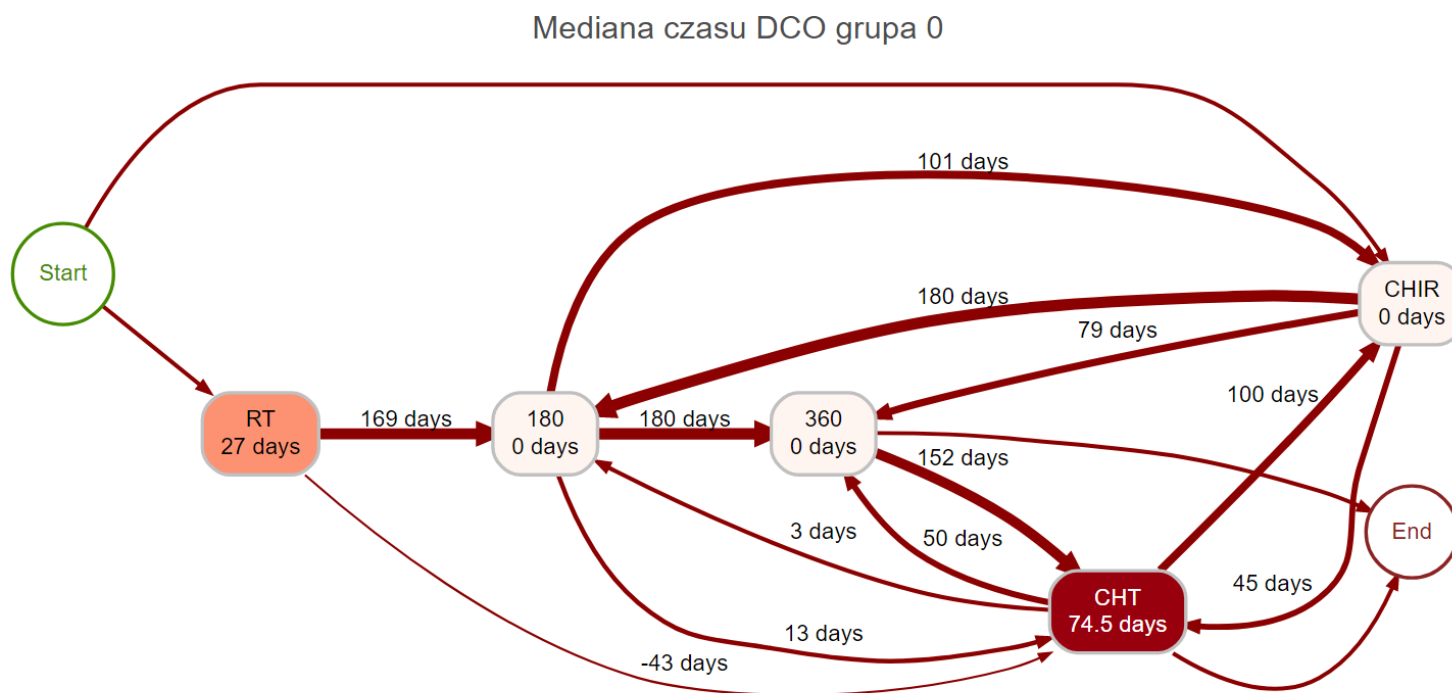 Mediana czasu DCO grupa 0
101 days
Start
CHIR
0 days
180 days
79 days
100 days
RT
27 days
169 days
180
0 days
180 days
360
0 days
152 days
3 days
50 days
End
45 days
CHT
74.5 days
13 days
-43 days